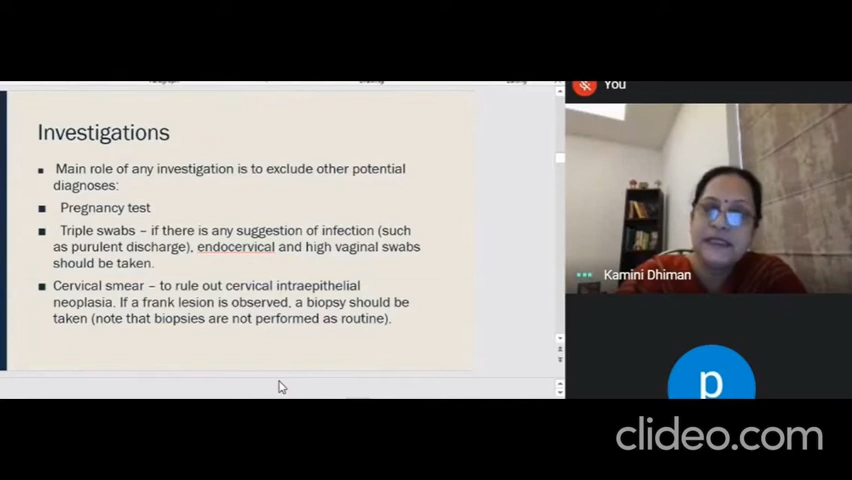 Investigations
Main role of any investigation is to exclude other potential
diagnoses:
Pregnancy test
Triple swabs – if there is any suggestion of infection (such
as purulent discharge), endocervical and high vaginal swabs
should be taken.
Cervical smear – to rule out cervical intraepithelial
neoplasia. If a frank lesion is observed, a biopsy should be
taken (note that biopsies are not performed as routine).
You
Kamini Dhiman
p
clideo.com